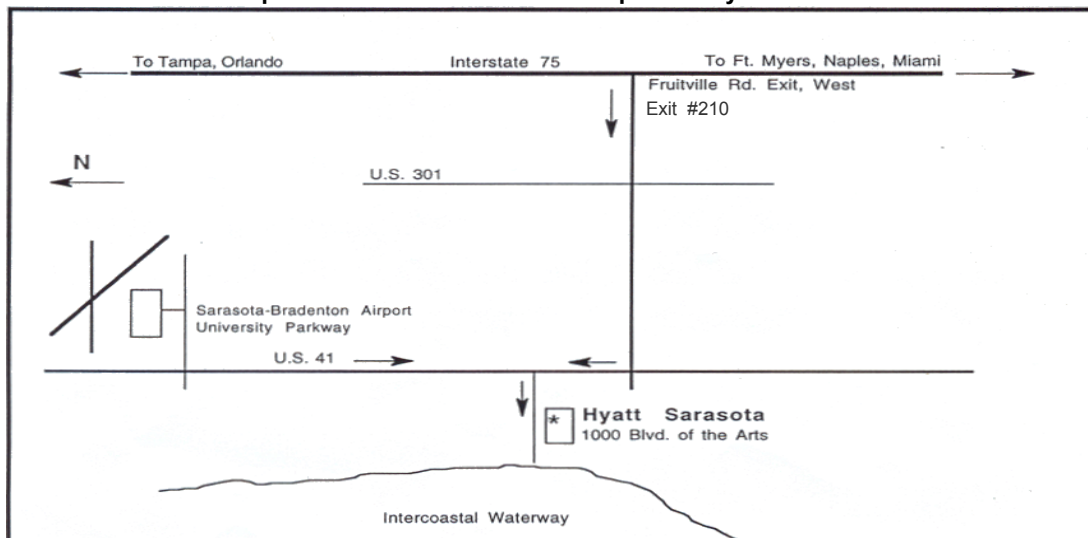 To Tampa, Orlando
Interstate 75
To Ft. Myers, Naples, Miami
Fruitville Rd. Exit, West
Exit #210
N
U.S. 301
Sarasota-Bradenton Airport
University Parkway
U.S. 41
* Hyatt Sarasota
1000 Blvd. of the Arts
Intercoastal Waterway